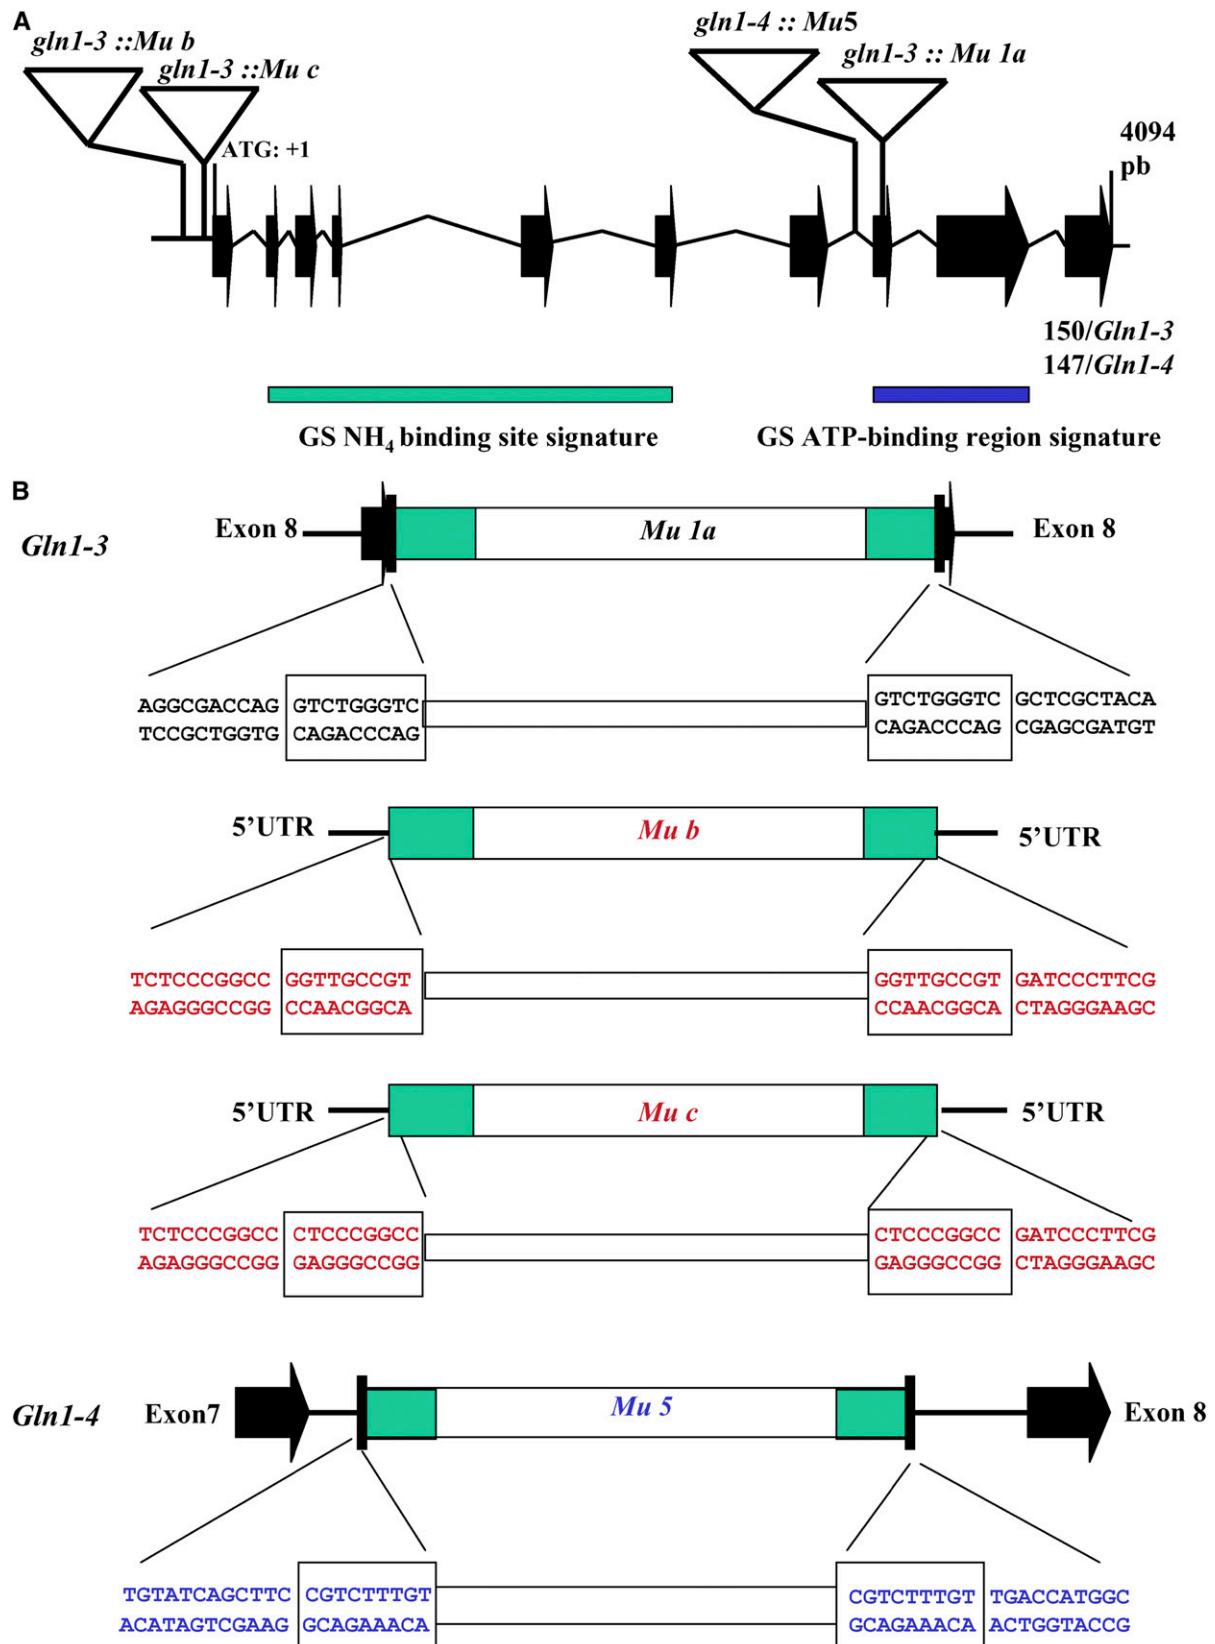 A
gln1-3 ::Mu b
gln1-3 ::Mu c
gln1-4 :: Mu5
gln1-3 :: Mu 1a
ATG: +1
4094
pb
150/Gln1-3
147/Gln1-4
GS NH4 binding site signature
GS ATP-binding region signature
B
Gln1-3
Exon 8
Mu 1a
Exon 8
AGGCGACCAG GTCTGGGTC GTCTGGGTC GCTCGCTACA
TCCGCTGGTG CAGACCCAG CAGACCCAG CGAGCGATGT
5'UTR
Mu b
5'UTR
TCTCCCGGCC GGTTGCCGT GGTTGCCGT GATCCCTTCG
AGAGGGCCGG CCAACGGCA CCAACGGCA CTAGGGAAGC
5'UTR
Mu c
5'UTR
TCTCCCGGCC CTCCCGGCC CTCCCGGCC GATCCCTTCG
AGAGGGCCGG GAGGGCCGG GAGGGCCGG CTAGGGAAGC
Gln1-4
Exon7
Mu 5
Exon 8
TGTATCAGCTTC CGTCTTTGT CGTCTTTGT TGACCATGGC
ACATAGTCGAAG GCAGAAACA GCAGAAACA ACTGGTACCG